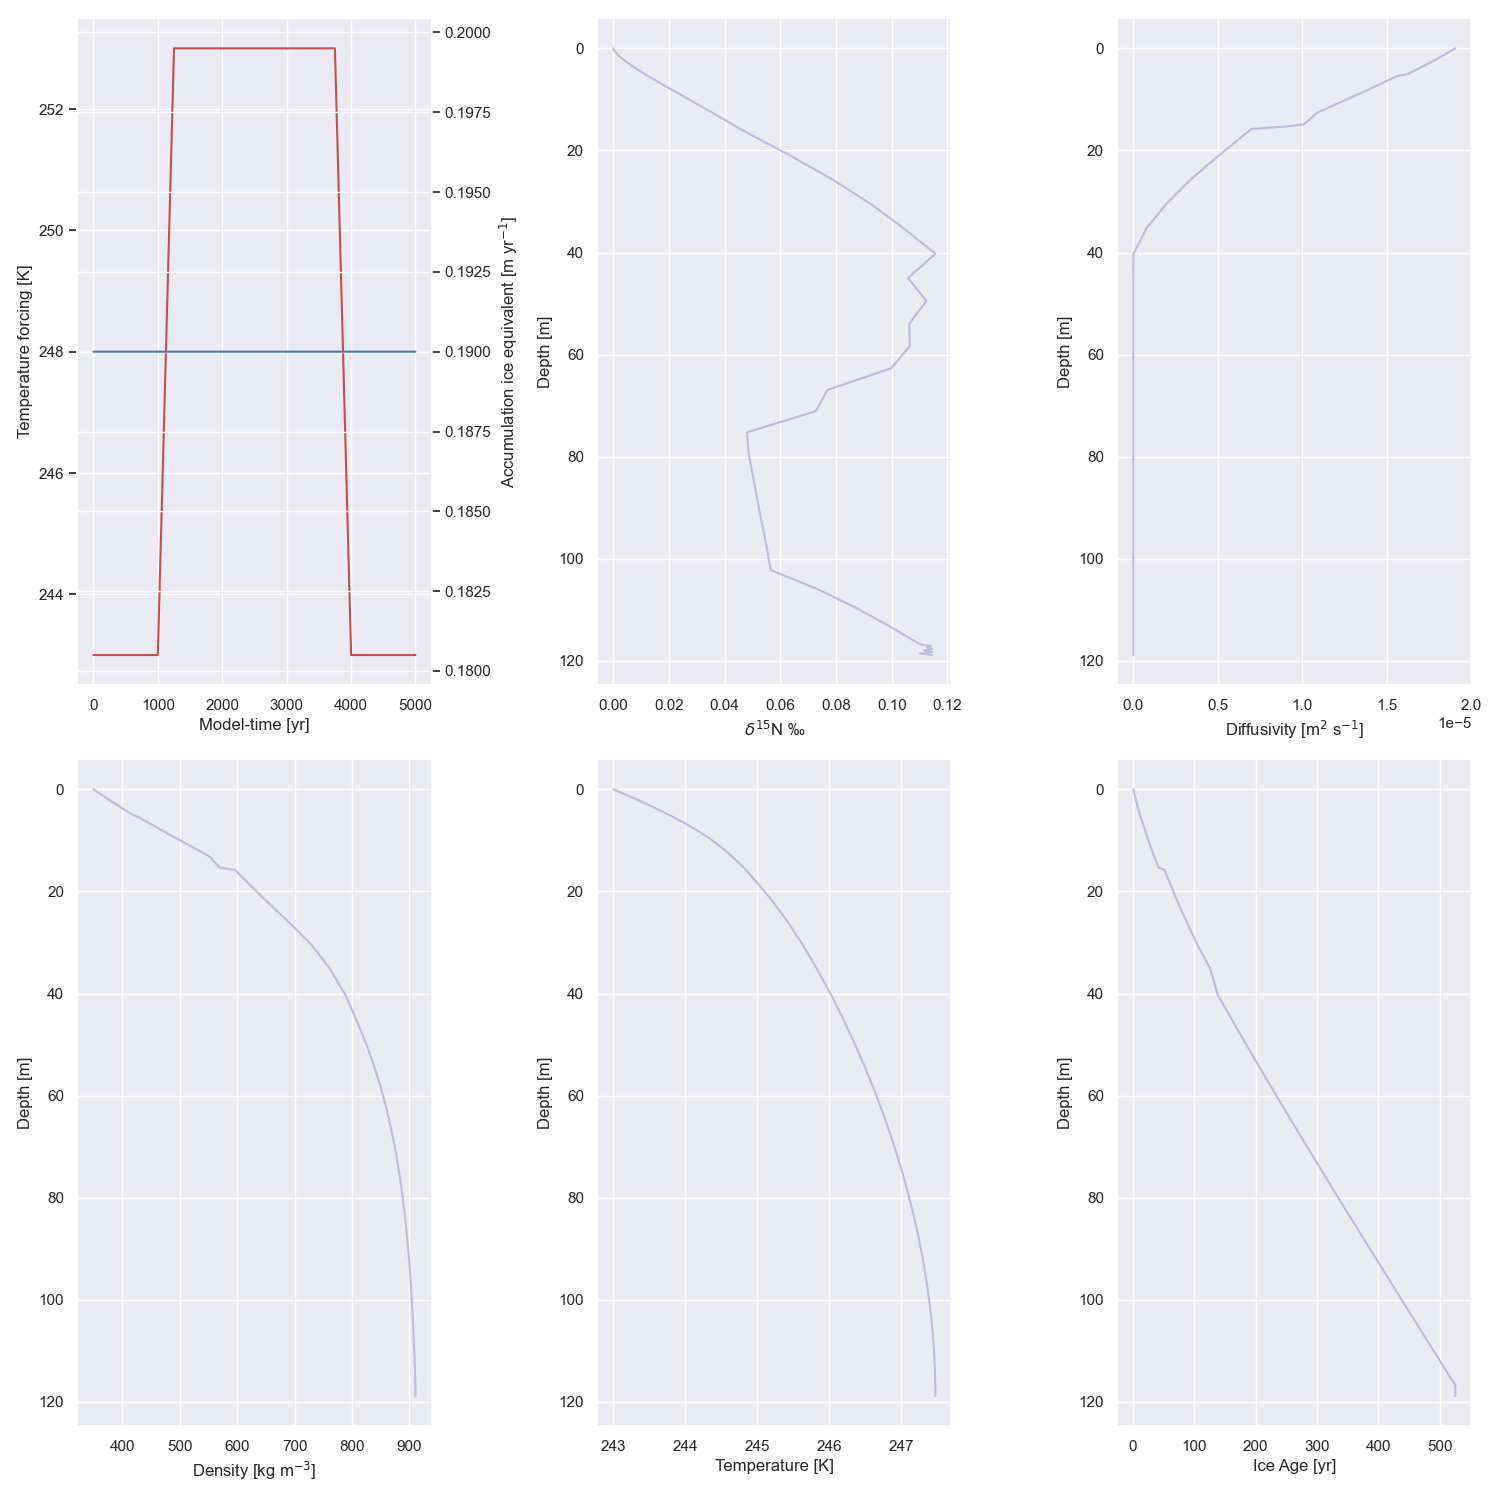 Temperature forcing [K]
252
250
248
246
244
0.2000
0.1975
0.1950
0.1925
0.1900
0.1875
0.1850
0.1825
0.1800
Accumulation ice equivalent [m yr⁻¹]
0 1000 2000 3000 4000 5000
Model-time [yr]
Depth [m]
0
20
40
60
80
100
120
0.00 0.02 0.04 0.06 0.08 0.10 0.12
δ¹⁵N ‰
Depth [m]
0
20
40
60
80
100
120
0.0 0.5 1.0 1.5 2.0
1e−5
Diffusivity [m² s⁻¹]
Depth [m]
0
20
40
60
80
100
120
400 500 600 700 800 900
Density [kg m⁻³]
Depth [m]
0
20
40
60
80
100
120
243 244 245 246 247
Temperature [K]
Depth [m]
0
20
40
60
80
100
120
0 100 200 300 400 500
Ice Age [yr]